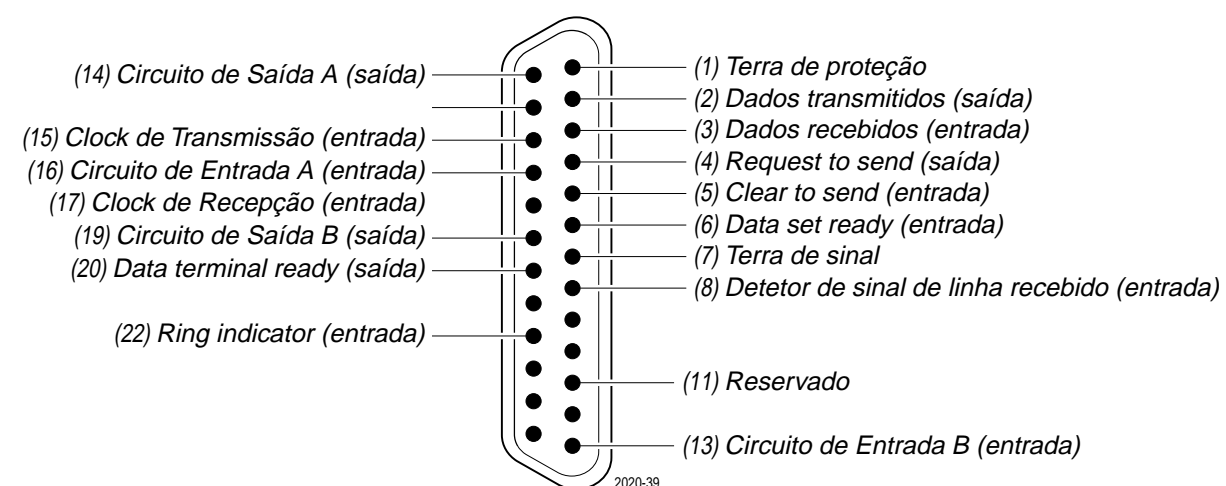 (14) Circuito de Saída A (saída)
(15) Clock de Transmissão (entrada)
(16) Circuito de Entrada A (entrada)
(17) Clock de Recepção (entrada)
(19) Circuito de Saída B (saída)
(20) Data terminal ready (saída)
(22) Ring indicator (entrada)
(1) Terra de proteção
(2) Dados transmitidos (saída)
(3) Dados recebidos (entrada)
(4) Request to send (saída)
(5) Clear to send (entrada)
(6) Data set ready (entrada)
(7) Terra de sinal
(8) Detetor de sinal de linha recebido (entrada)
(11) Reservado
(13) Circuito de Entrada B (entrada)
2020-39